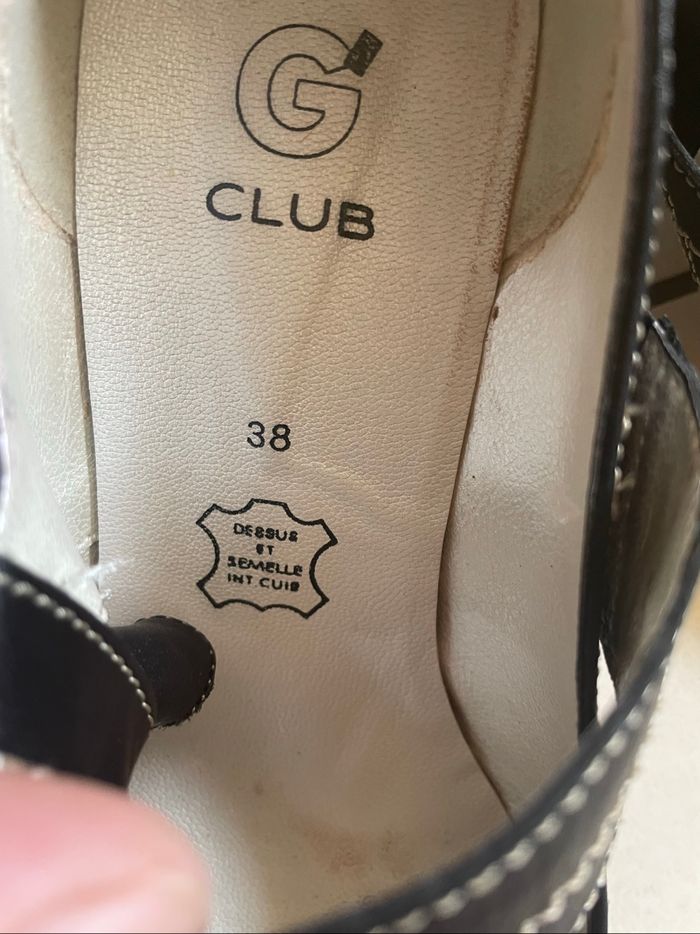 G
CLUB
38
DESSUS
ET
SEMELLE
INT CUIR